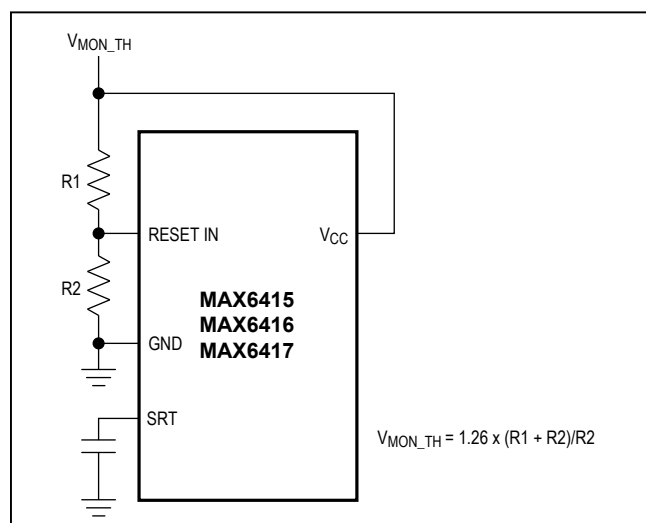 VMON_TH
R1
RESET IN
VCC
R2
MAX6415
MAX6416
MAX6417
GND
SRT
VMON_TH = 1.26 x (R1 + R2)/R2